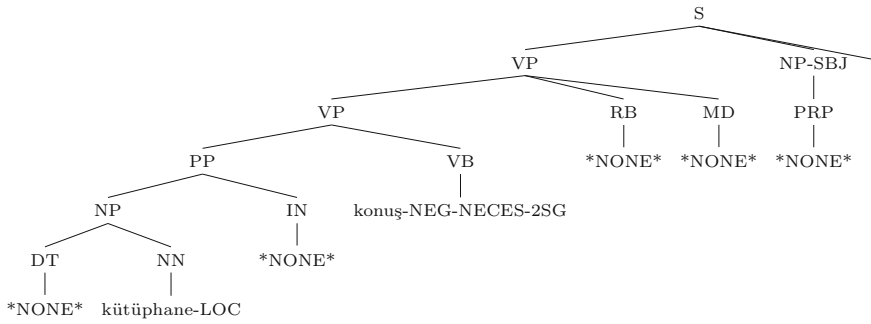 S
VP NP-SBJ
VP RB MD PRP
PP VB *NONE* *NONE* *NONE*
NP IN konuş-NEG-NECES-2SG
DT NN *NONE*
*NONE* kütüphane-LOC